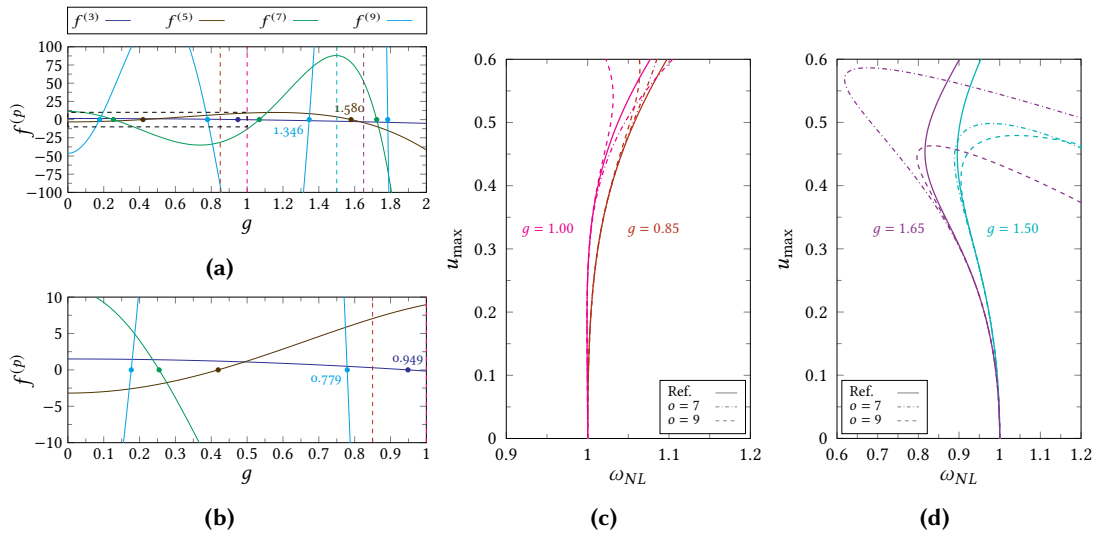 f^(3) f^(5) f^(7) f^(9)
100
75
50
25
0
−25
−50
−75
−100
f^(p)
1.580
1.346
0 0.2 0.4 0.6 0.8 1 1.2 1.4 1.6 1.8 2
g
(a)
10
5
0
−5
−10
f^(p)
0.949
0.779
0 0.1 0.2 0.3 0.4 0.5 0.6 0.7 0.8 0.9 1
g
(b)
0.6
0.5
0.4
0.3
0.2
0.1
0
u_max
g = 1.00 g = 0.85
Ref.
o = 7
o = 9
0.9 1 1.1 1.2
ω_NL
(c)
0.6
0.5
0.4
0.3
0.2
0.1
0
u_max
g = 1.65 g = 1.50
Ref.
o = 7
o = 9
0.6 0.7 0.8 0.9 1 1.1 1.2
ω_NL
(d)